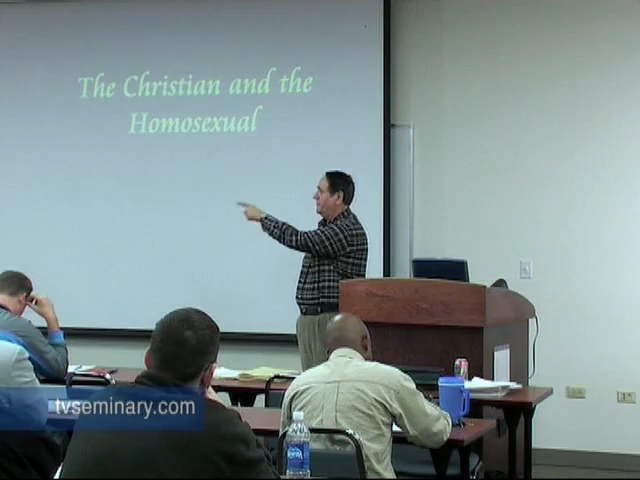 The Christian and the
Homosexual
tvseminary.com